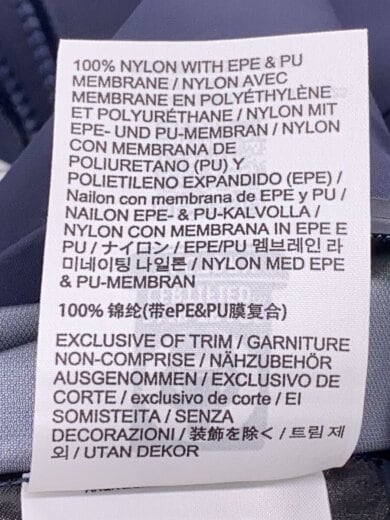 100% NYLON WITH EPE & PU
MEMBRANE / NYLON AVEC
MEMBRANE EN POLYÉTHYLÈNE
ET POLYURÉTHANE / NYLON MIT
EPE- UND PU-MEMBRAN / NYLON
CON MEMBRANA DE
POLIURETANO (PU) Y
POLIETILENO EXPANDIDO (EPE) /
Nailon con membrana de EPE y PU /
NAILON EPE- & PU-KALVOLLA /
NYLON CON MEMBRANA IN EPE E
PU / ナイロン / EPE/PU 멤브레인 라
미네이팅 나일론 / NYLON MED EPE
& PU-MEMBRAN
100% 锦纶(带ePE&PU膜复合)
EXCLUSIVE OF TRIM / GARNITURE
NON-COMPRISE / NÄHZUBEHÖR
AUSGENOMMEN / EXCLUSIVO DE
CORTE / exclusivo de corte / EI
SOMISTEITA / SENZA
DECORAZIONI / 装飾を除く / 트림 제
외 / UTAN DEKOR